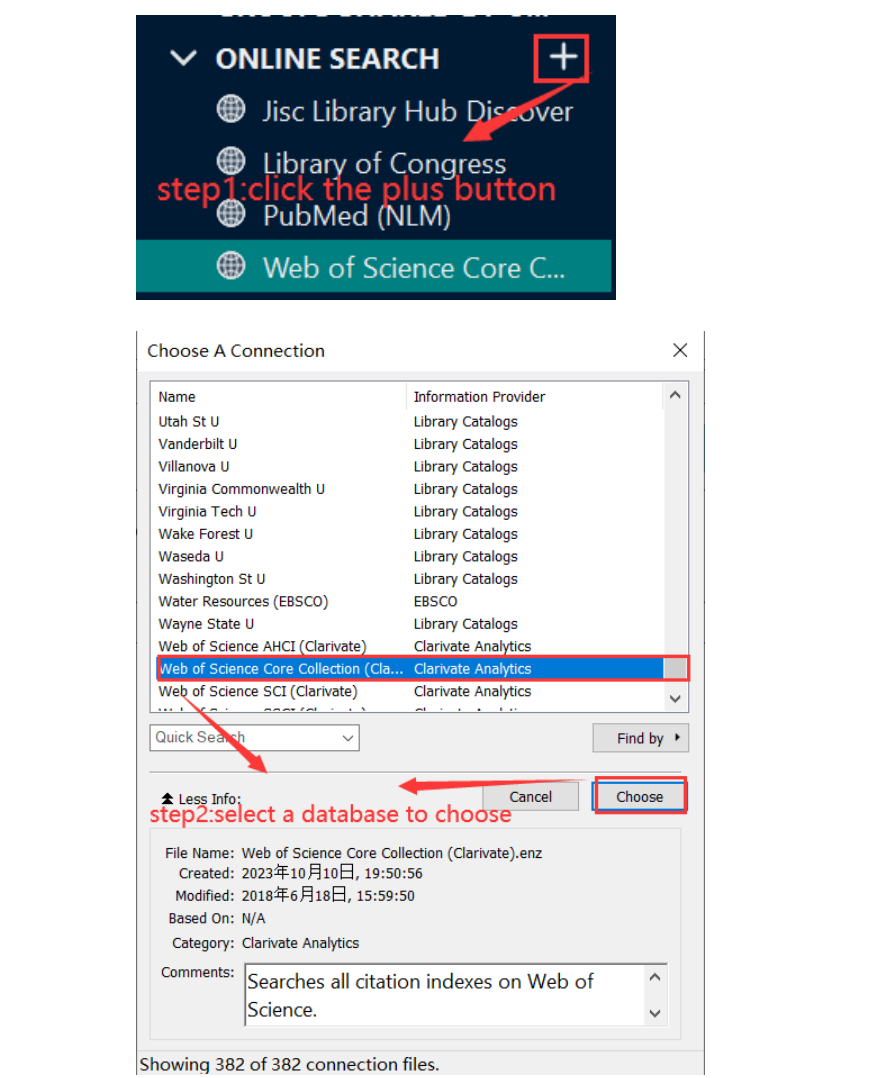 ONLINE SEARCH
Jisc Library Hub Discover
Library of Congress
step1:click the plus button
PubMed (NLM)
Web of Science Core C...
Choose A Connection
Name Information Provider
Utah St U Library Catalogs
Vanderbilt U Library Catalogs
Villanova U Library Catalogs
Virginia Commonwealth U Library Catalogs
Virginia Tech U Library Catalogs
Wake Forest U Library Catalogs
Waseda U Library Catalogs
Washington St U Library Catalogs
Water Resources (EBSCO) EBSCO
Wayne State U Library Catalogs
Web of Science AHCI (Clarivate) Clarivate Analytics
Web of Science Core Collection (Cla... Clarivate Analytics
Web of Science SCI (Clarivate) Clarivate Analytics
Quick Search Find by
Less Info: Cancel Choose
step2:select a database to choose
File Name: Web of Science Core Collection (Clarivate).enz
Created: 2023年10月10日, 19:50:56
Modified: 2018年6月18日, 15:59:50
Based On: N/A
Category: Clarivate Analytics
Comments: Searches all citation indexes on Web of
Science.
Showing 382 of 382 connection files.